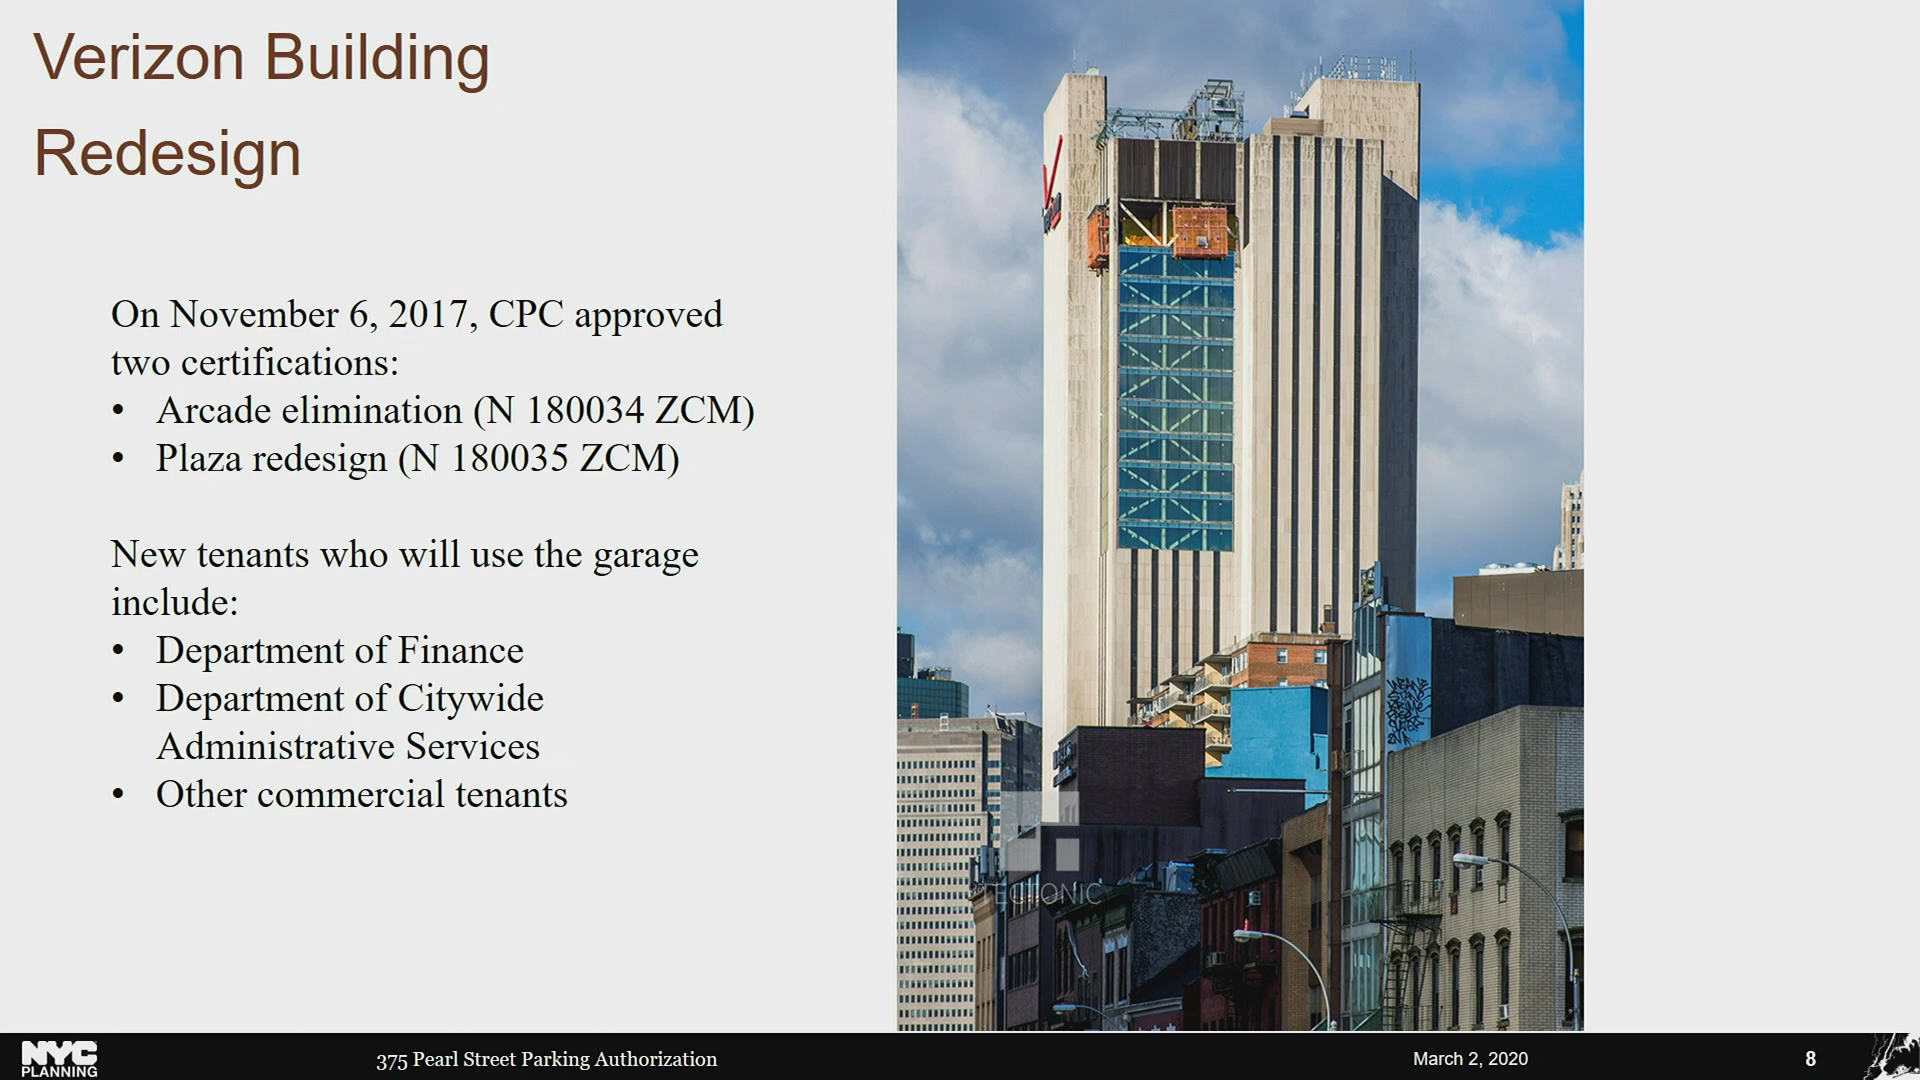 Verizon Building
Redesign
On November 6, 2017, CPC approved
two certifications:
• Arcade elimination (N 180034 ZCM)
• Plaza redesign (N 180035 ZCM)
New tenants who will use the garage
include:
• Department of Finance
• Department of Citywide
Administrative Services
• Other commercial tenants
TECTONIC
NYC
PLANNING
375 Pearl Street Parking Authorization
March 2, 2020
8